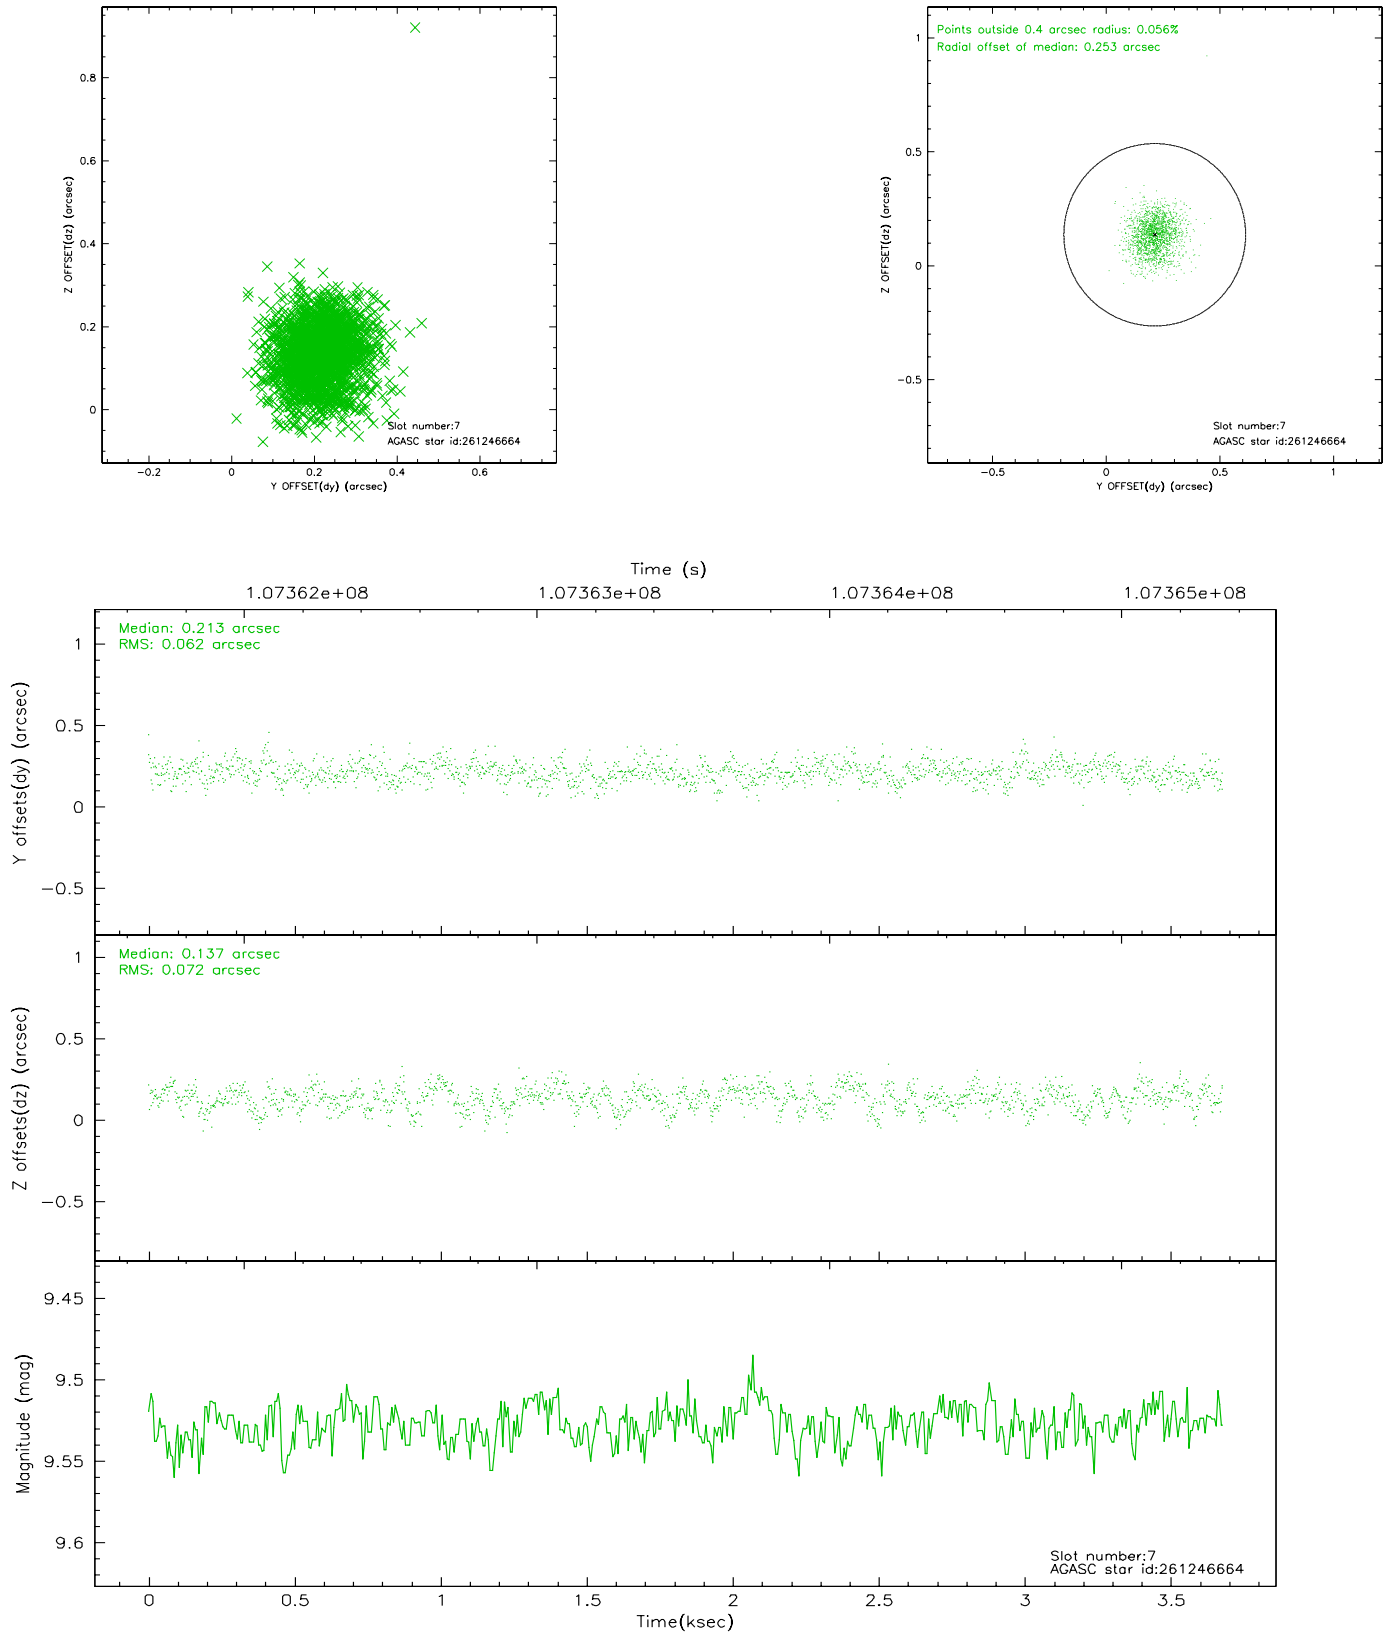 0.8
0.6
0.4
0.2
0
Z OFFSET(dz) (arcsec)
Slot number:7
AGASC star id:261246664
−0.2 0 0.2 0.4 0.6
Y OFFSET(dy) (arcsec)
Points outside 0.4 arcsec radius: 0.056%
Radial offset of median: 0.253 arcsec
1
0.5
0
−0.5
Z OFFSET(dz) (arcsec)
Slot number:7
AGASC star id:261246664
−0.5 0 0.5 1
Y OFFSET(dy) (arcsec)
Time (s)
1.07362e+08 1.07363e+08 1.07364e+08 1.07365e+08
Median: 0.213 arcsec
RMS: 0.062 arcsec
1
0.5
0
−0.5
Y offsets(dy) (arcsec)
Median: 0.137 arcsec
RMS: 0.072 arcsec
1
0.5
0
−0.5
Z offsets(dz) (arcsec)
9.45
9.5
9.55
9.6
Magnitude (mag)
Slot number:7
AGASC star id:261246664
0 0.5 1 1.5 2 2.5 3 3.5
Time(ksec)